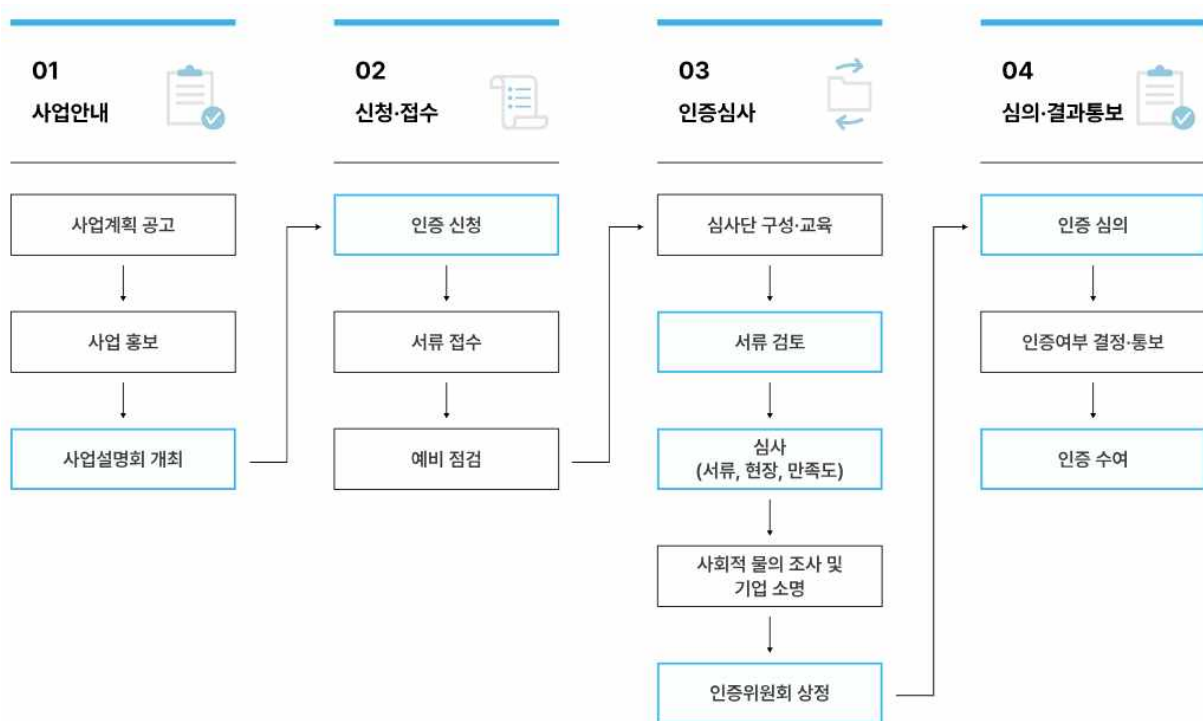 01
사업안내
사업계획 공고
사업 홍보
사업설명회 개최
02
신청·접수
인증 신청
서류 접수
예비 점검
03
인증심사
심사단 구성·교육
서류 검토
심사
(서류, 현장, 만족도)
사회적 물의 조사 및
기업 소명
인증위원회 상정
04
심의·결과통보
인증 심의
인증여부 결정·통보
인증 수여